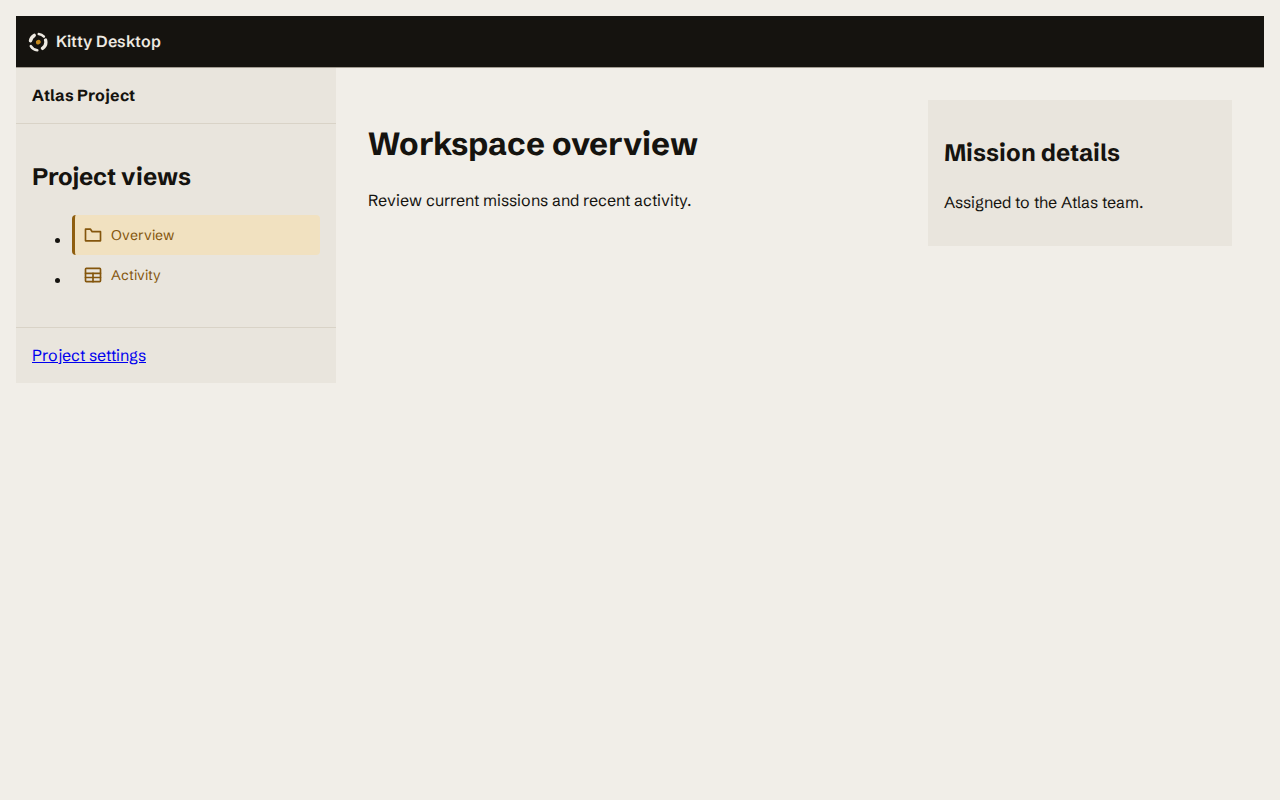 Kitty Desktop
Atlas Project
Project views
Overview
Activity
Project settings
Workspace overview
Review current missions and recent activity.
Mission details
Assigned to the Atlas team.